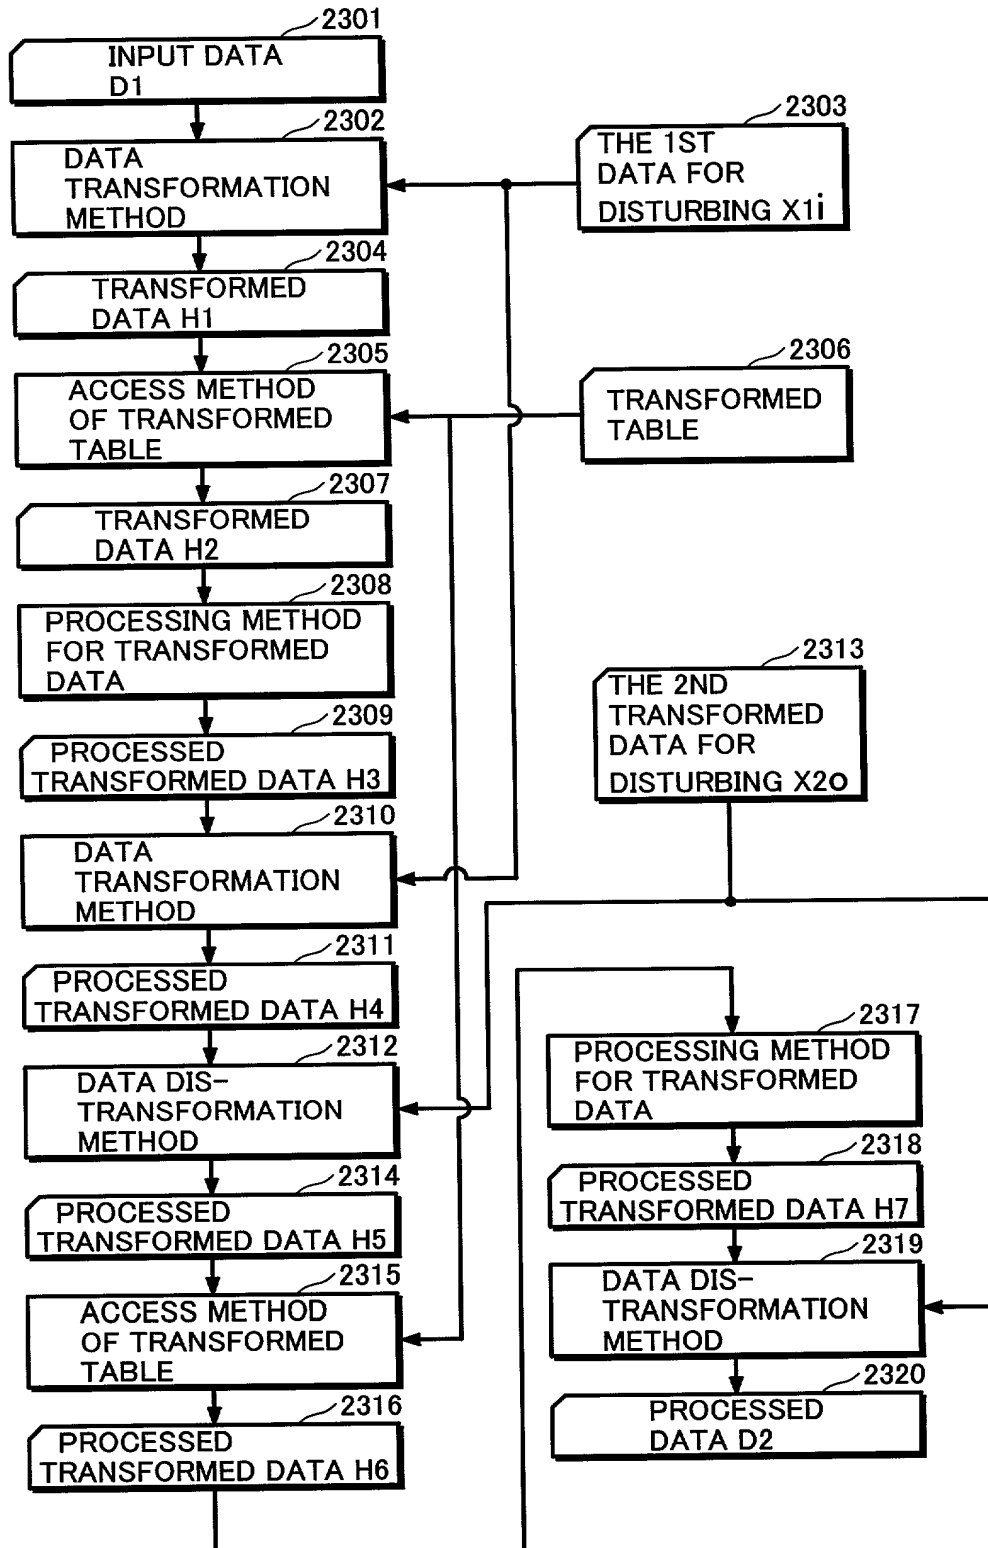 2301
INPUT DATA
D1
2302
DATA
TRANSFORMATION
METHOD
2303
THE 1ST
DATA FOR
DISTURBING X1i
2304
TRANSFORMED
DATA H1
2305
ACCESS METHOD
OF TRANSFORMED
TABLE
2306
TRANSFORMED
TABLE
2307
TRANSFORMED
DATA H2
2308
PROCESSING METHOD
FOR TRANSFORMED
DATA
2309
PROCESSED
TRANSFORMED DATA H3
2310
DATA
TRANSFORMATION
METHOD
2311
PROCESSED
TRANSFORMED DATA H4
2312
DATA DIS-
TRANSFORMATION
METHOD
2313
THE 2ND
TRANSFORMED
DATA FOR
DISTURBING X2o
2314
PROCESSED
TRANSFORMED DATA H5
2315
ACCESS METHOD
OF TRANSFORMED
TABLE
2316
PROCESSED
TRANSFORMED DATA H6
2317
PROCESSING METHOD
FOR TRANSFORMED
DATA
2318
PROCESSED
TRANSFORMED DATA H7
2319
DATA DIS-
TRANSFORMATION
METHOD
2320
PROCESSED
DATA D2